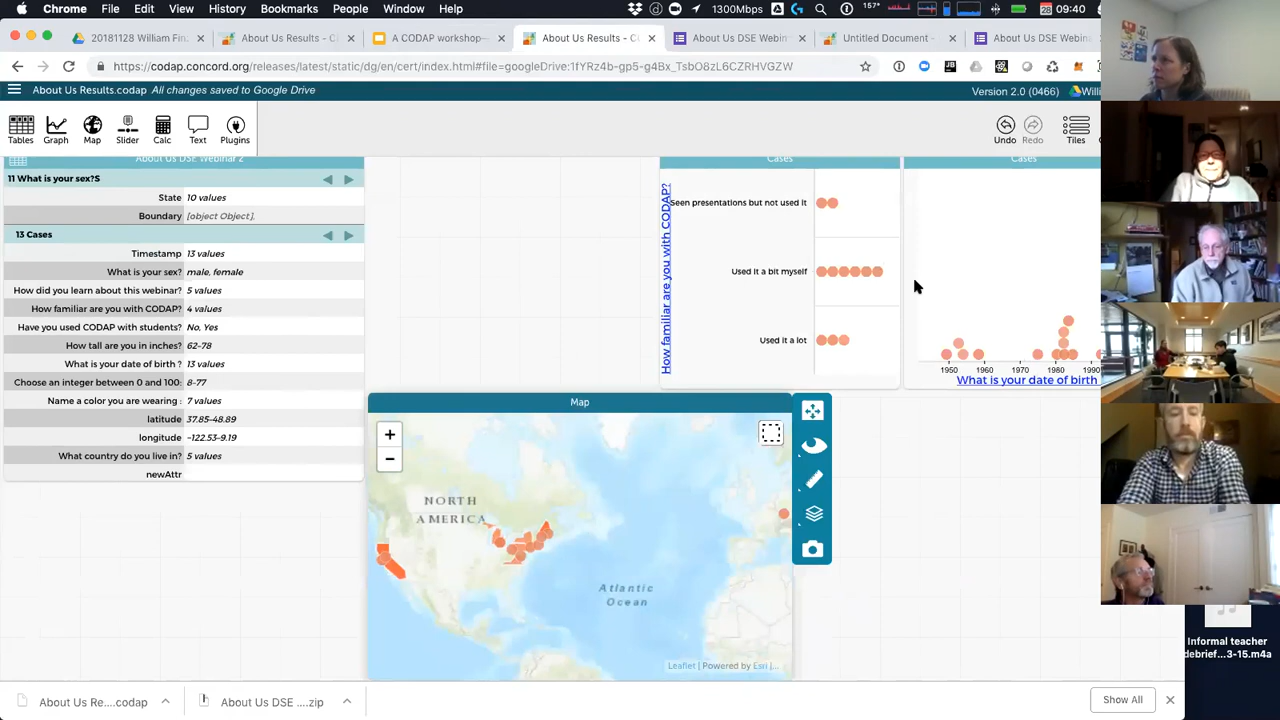 Chrome File Edit View History Bookmarks People Window Help 1300Mbps 157 28 09:40
20181128 William Fin.
About Us Results - C
A CODAP workshop—
About Us Results - C
About Us DSE Webin
Untitled Document -
About Us DSE Webin
https://codap.concord.org/releases/latest/static/dg/en/cert/index.html#file=googleDrive:1fYRz4b-gp5-g4Bx_TsbO8zL6CZRHVGZW
About Us Results.codap All changes saved to Google Drive
Version 2.0 (0466) Willi
Tables Graph Map Slider Calc Text Plugins
Undo Redo Tiles
About Us DSE Webinar 2
11 What is your sex?S
State 10 values
Boundary [object Object],
13 Cases
Timestamp 13 values
What is your sex? male, female
How did you learn about this webinar? 5 values
How familiar are you with CODAP? 4 values
Have you used CODAP with students? No, Yes
How tall are you in inches? 62–78
What is your date of birth ? 13 values
Choose an integer between 0 and 100: 8–77
Name a colour you are wearing : 7 values
latitude 37.85–48.89
longitude −122.53–9.19
What country do you live in? 5 values
newAttr
Cases
How familiar are you with CODAP?
Seen presentations but not used it
Used it a bit myself
Used it a lot
Cases
1950 1960 1970 1980 1990
What is your date of birth
Map
+
−
NORTH
AMERICA
Atlantic
Ocean
Leaflet | Powered by Esri |...
Informal teacher
debrief...3-15.m4a
About Us Re....codap
About Us DSE ....zip
Show All